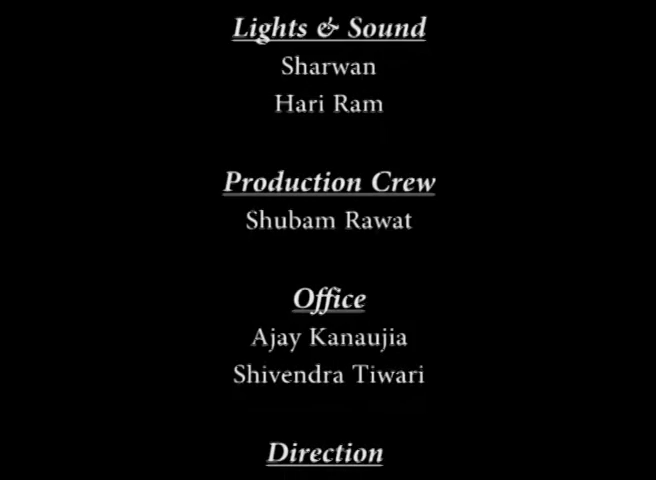 Lights & Sound
Sharwan
Hari Ram
Production Crew
Shubam Rawat
Office
Ajay Kanaujia
Shivendra Tiwari
Direction